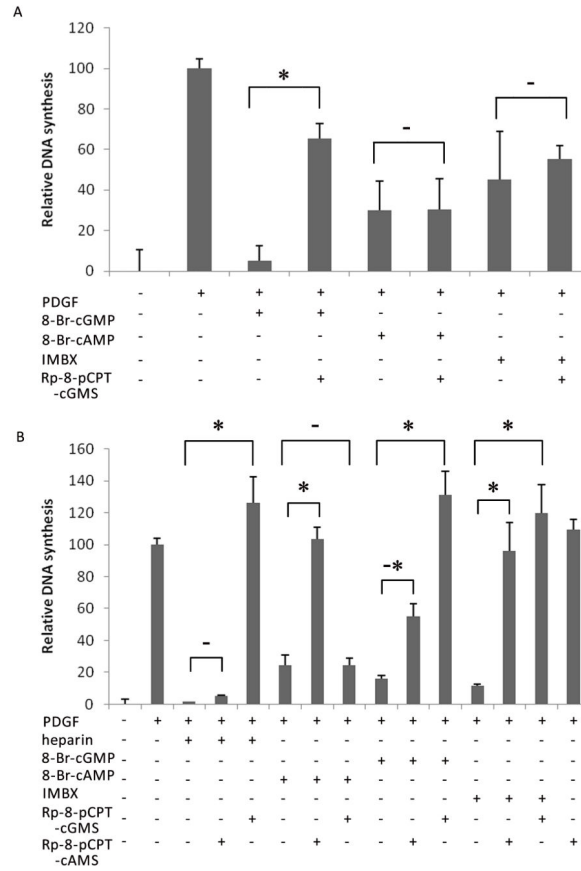 A
Relative DNA synthesis
120
100
80
60
40
20
0
* - -
PDGF - + + + + + + +
8-Br-cGMP - - + + - - - -
8-Br-cAMP - - - - + + - -
IMBX - - - - - - + +
Rp-8-pCPT - - - + - + - +
-cGMS
B
Relative DNA synthesis
160
140
120
100
80
60
40
20
0
* - * *
- * -* *
PDGF - + + + + + + + + + + + + + +
heparin - - + + + - - - - - - - - - -
8-Br-cGMP - - - - - - - - + + + - - - -
8-Br-cAMP - - - - - + + + - - - - - - -
IMBX - - - - - - - - - - - + + + -
Rp-8-pCPT
-cGMS - - - - + - - + - - + - - + -
Rp-8-pCPT - - - + - - + - - + - - + - +
-cAMS